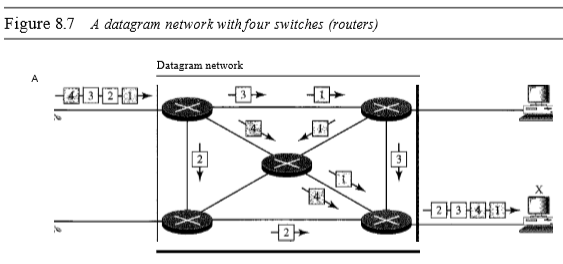 Figure 8.7 A datagram network with four switches (routers)
Datagram network
A
4 3 2 1
3
1
4
1
2
3
1
4
X
2 3 4 1
2